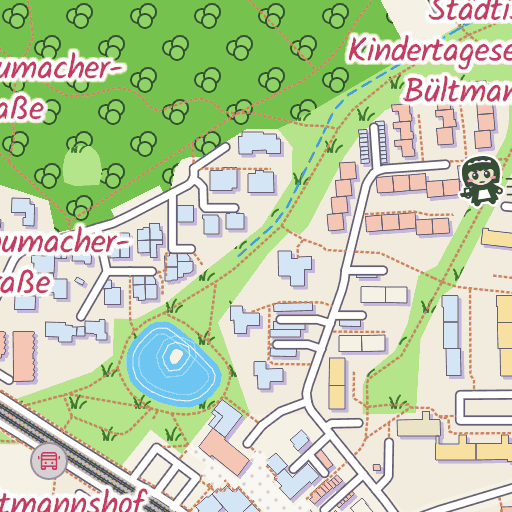 Städtis
Kindertagese
Bültman
umacher-
aße
umacher-
aße
tmannshof